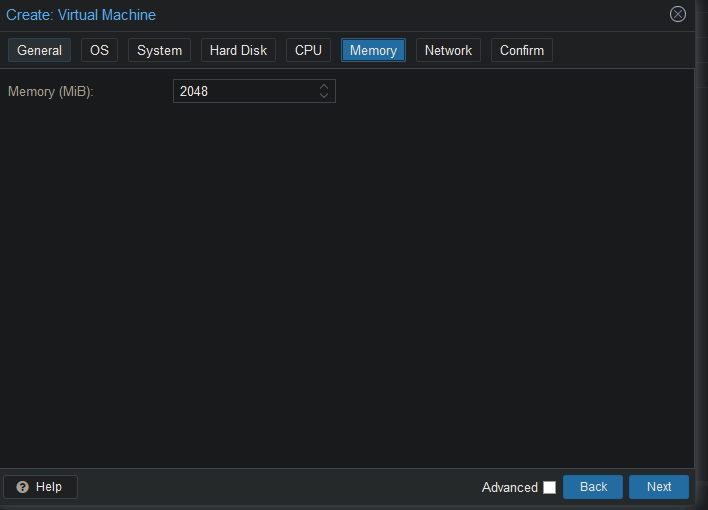 Create: Virtual Machine
General OS System Hard Disk CPU Memory Network Confirm
Memory (MiB): 2048
Help Advanced Back Next